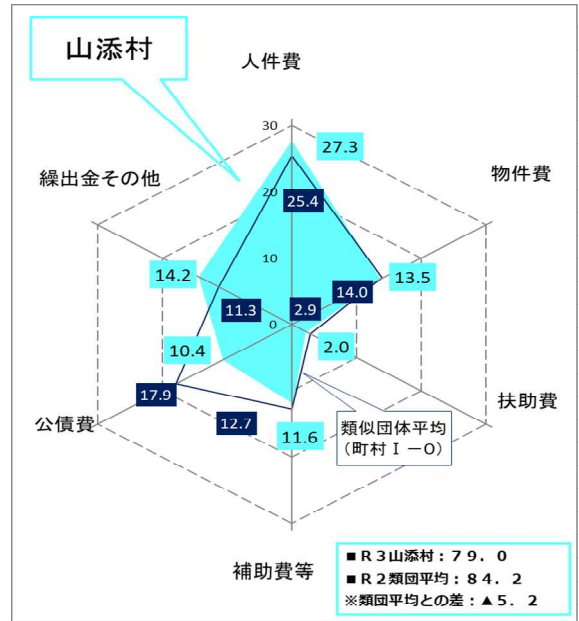 山添村
人件費
30
27.3
繰出金その他
物件費
20
25.4
14.2
10
13.5
14.0
11.3
2.9
0
2.0
10.4
扶助費
17.9
類似団体平均
(町村Ⅰ－0)
公債費
12.7
11.6
補助費等
■R3山添村：79．0
■R2類団平均：84．2
※類団平均との差：▲5．2